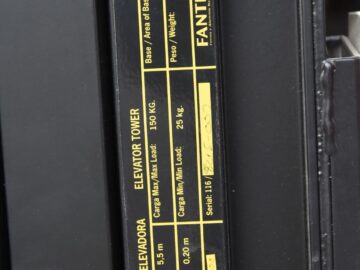 ELEVADORA ELEVATOR TOWER
5,5 m Carga Max/Max Load: 150 KG. Base / Area of Bas
0,20 m Carga Min/Min Load: 25 kg. Peso / Weight:
Serial: 116 / FANT